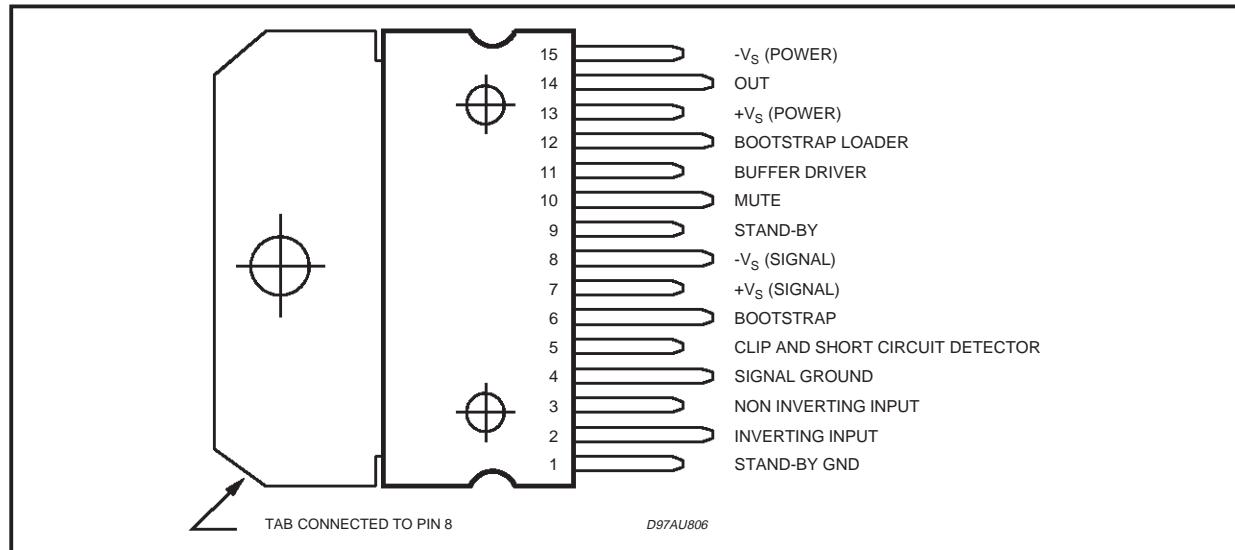 15 -VS (POWER)
14 OUT
13 +VS (POWER)
12 BOOTSTRAP LOADER
11 BUFFER DRIVER
10 MUTE
9 STAND-BY
8 -VS (SIGNAL)
7 +VS (SIGNAL)
6 BOOTSTRAP
5 CLIP AND SHORT CIRCUIT DETECTOR
4 SIGNAL GROUND
3 NON INVERTING INPUT
2 INVERTING INPUT
1 STAND-BY GND
TAB CONNECTED TO PIN 8
D97AU806